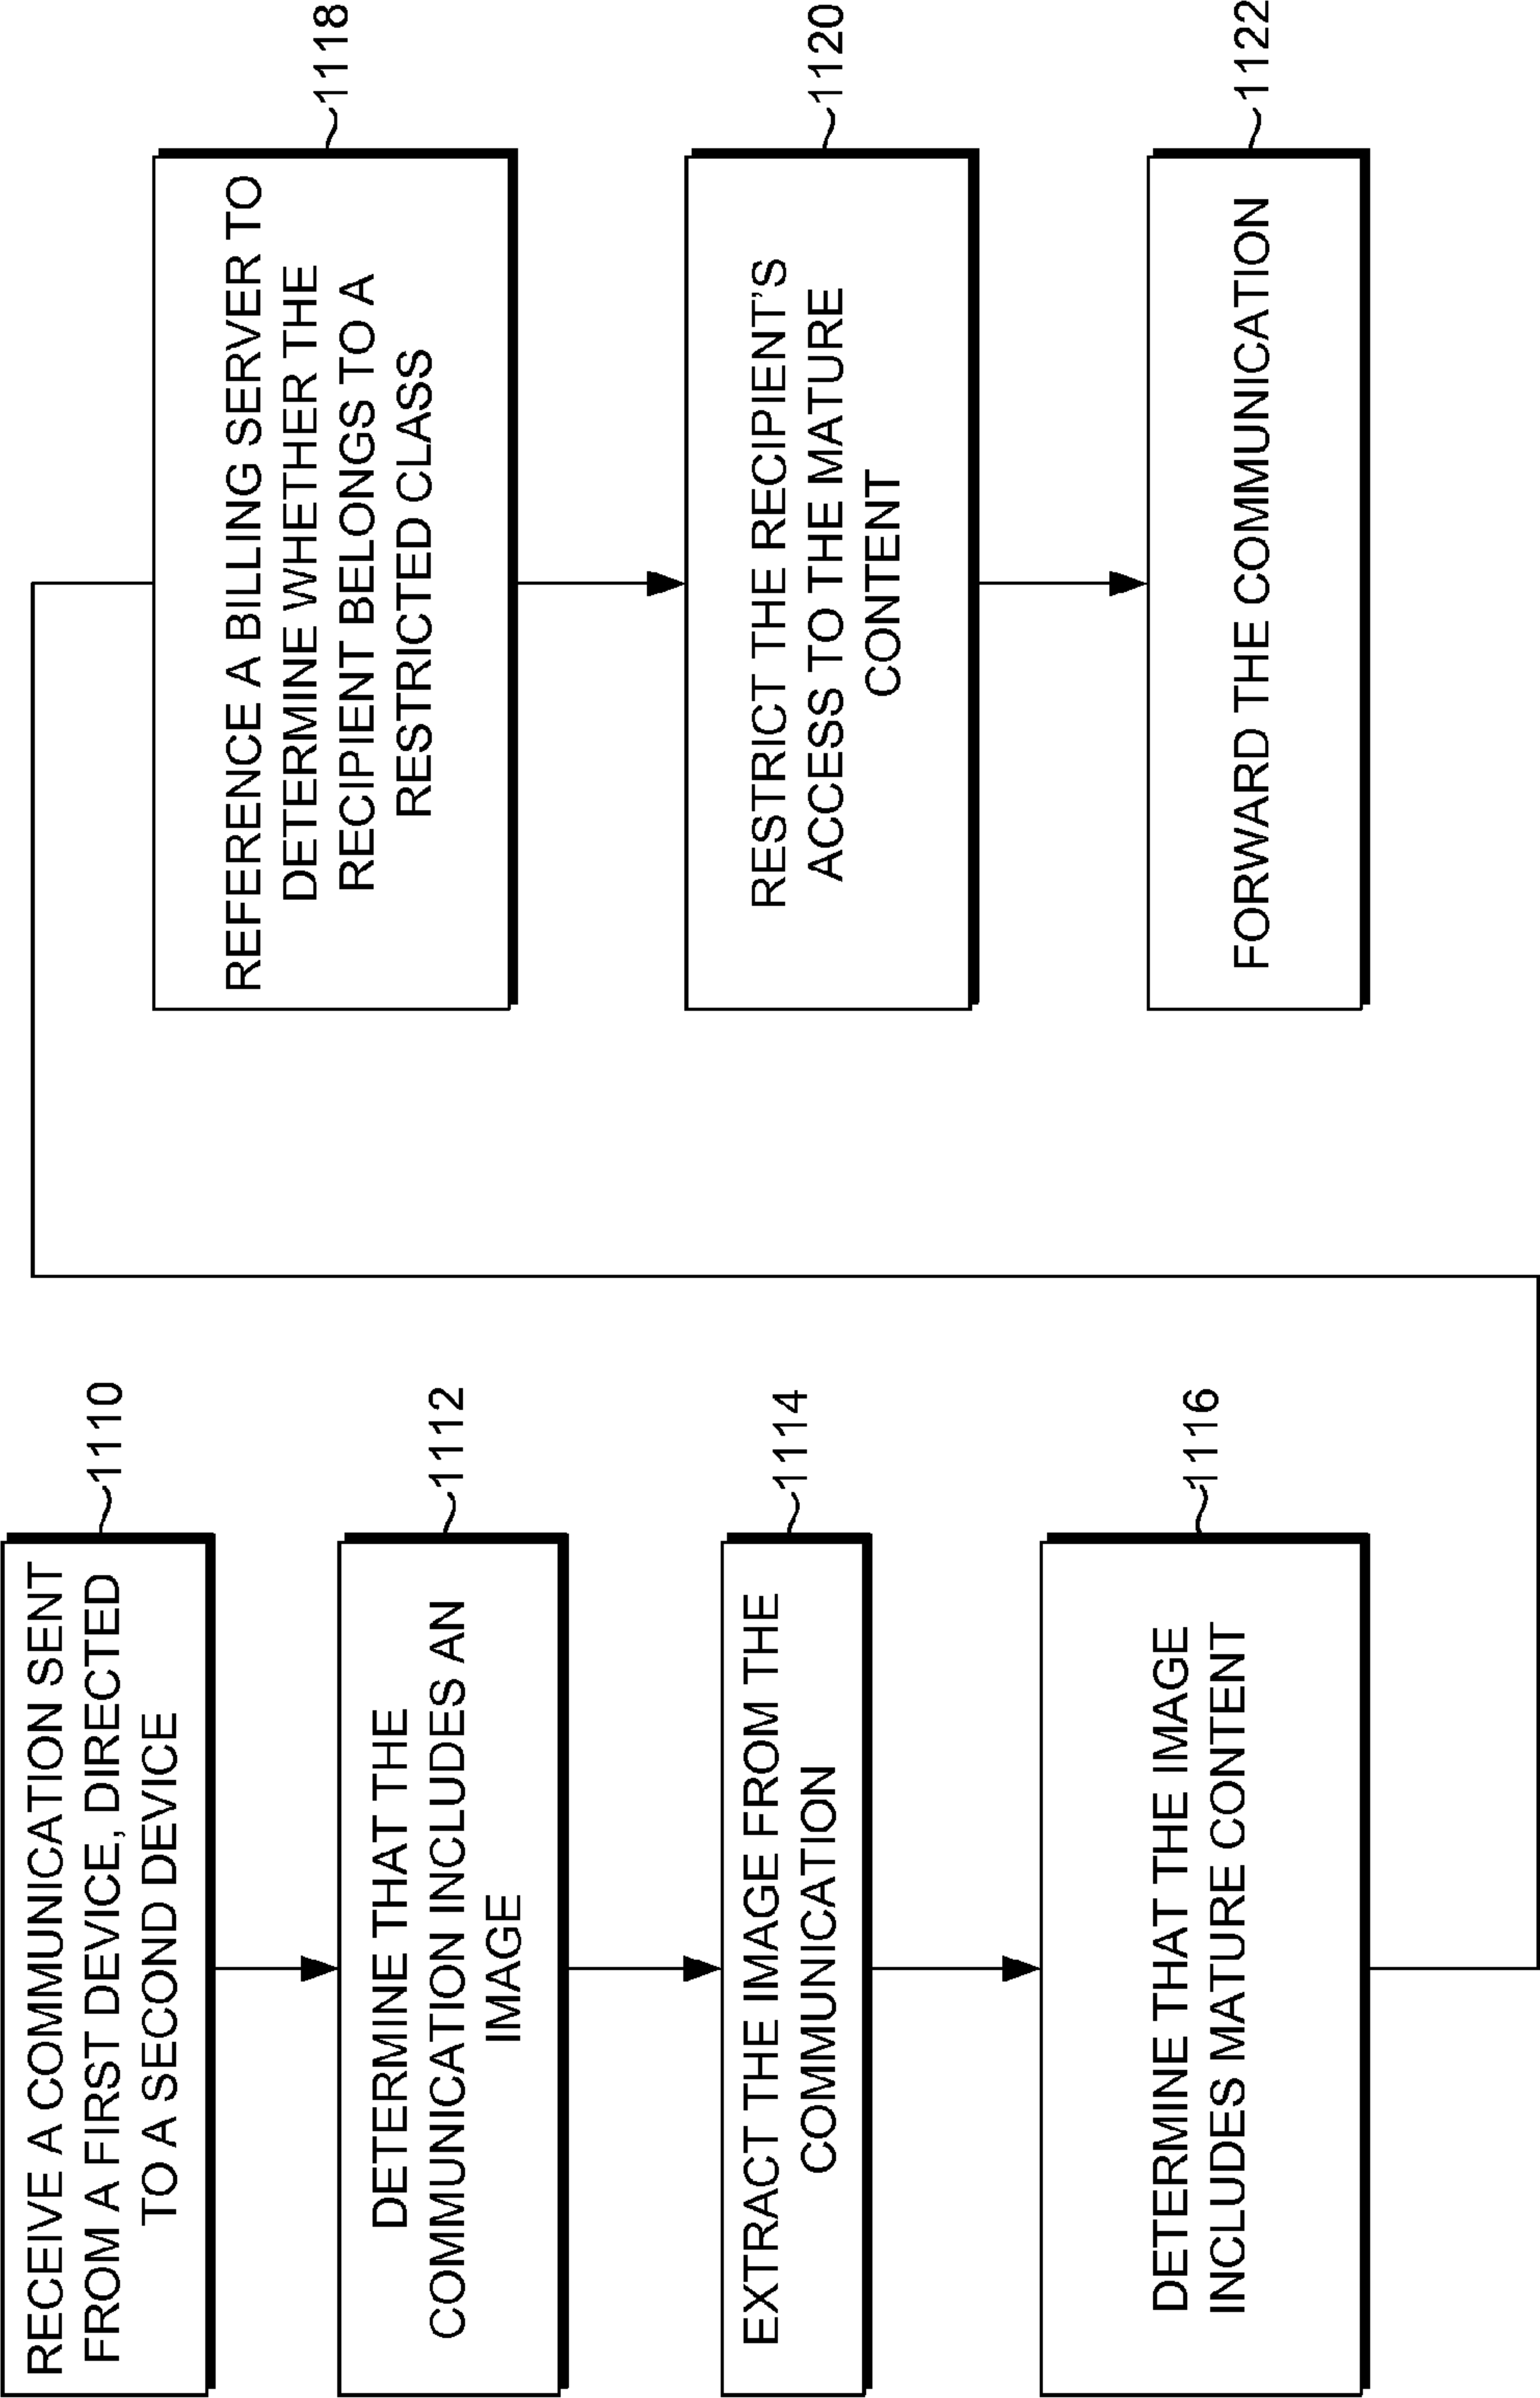 RECEIVE A COMMUNICATION SENT
FROM A FIRST DEVICE, DIRECTED
TO A SECOND DEVICE
1110
DETERMINE THAT THE
COMMUNICATION INCLUDES AN
IMAGE
1112
EXTRACT THE IMAGE FROM THE
COMMUNICATION
1114
DETERMINE THAT THE IMAGE
INCLUDES MATURE CONTENT
1116
REFERENCE A BILLING SERVER TO
DETERMINE WHETHER THE
RECIPIENT BELONGS TO A
RESTRICTED CLASS
1118
RESTRICT THE RECIPIENT'S
ACCESS TO THE MATURE
CONTENT
1120
FORWARD THE COMMUNICATION
1122